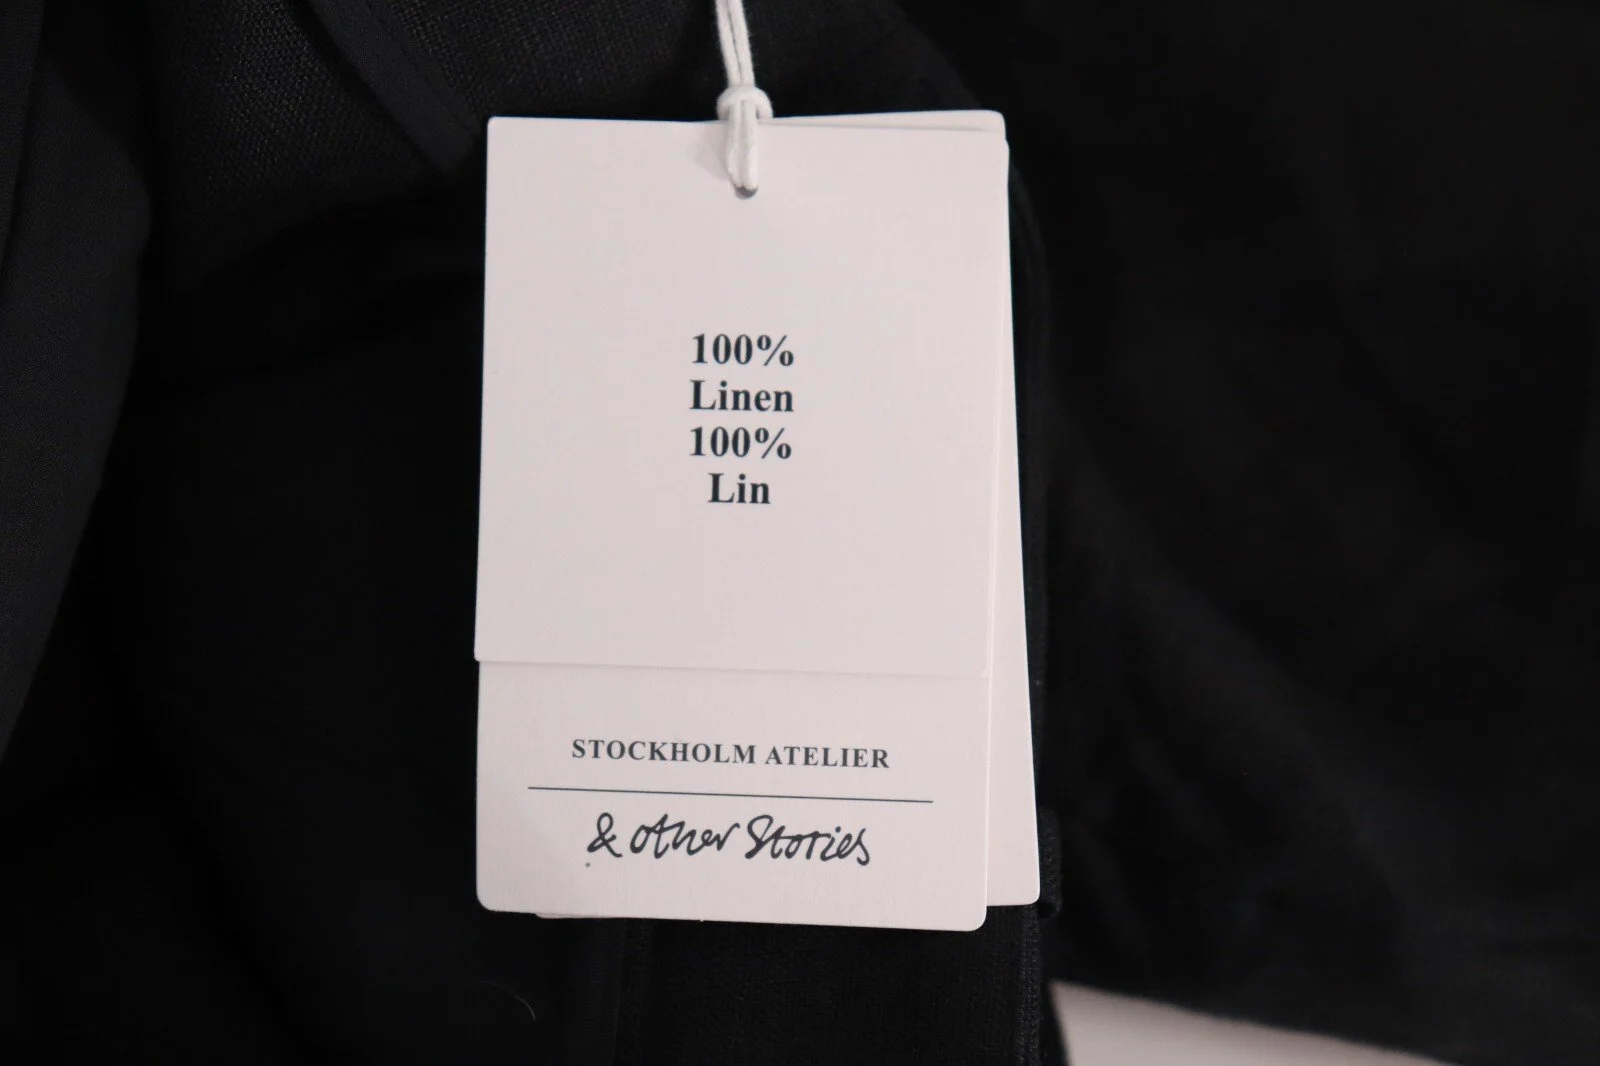 100%
Linen
100%
Lin
STOCKHOLM ATELIER
& other Stories